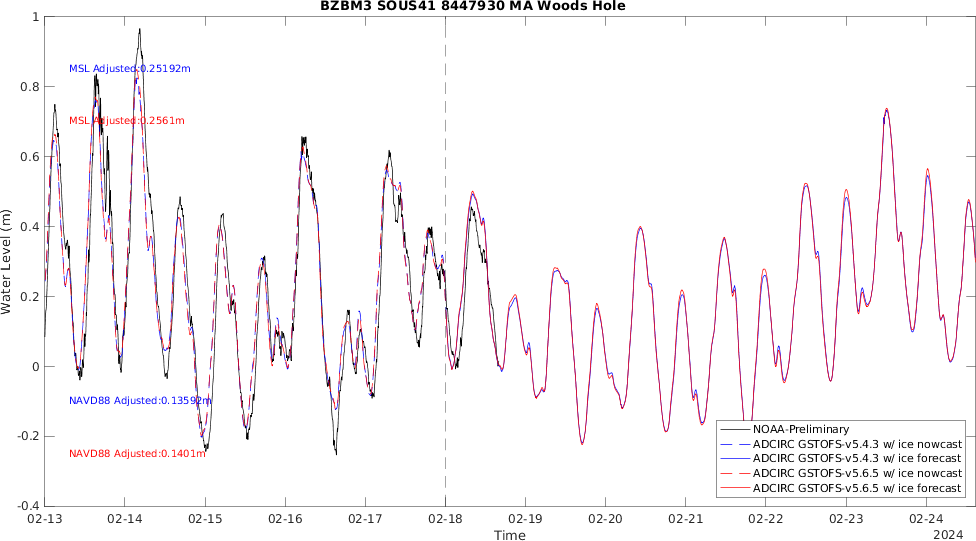 BZBM3 SOUS41 8447930 MA Woods Hole
1
0.8
0.6
0.4
0.2
0
-0.2
-0.4
Water Level (m)
MSL Adjusted:0.25192m
MSL Adjusted:0.2561m
NAVD88 Adjusted:0.13592m
NAVD88 Adjusted:0.1401m
NOAA-Preliminary
ADCIRC GSTOFS-v5.4.3 w/ ice nowcast
ADCIRC GSTOFS-v5.4.3 w/ ice forecast
ADCIRC GSTOFS-v5.6.5 w/ ice nowcast
ADCIRC GSTOFS-v5.6.5 w/ ice forecast
02-13 02-14 02-15 02-16 02-17 02-18 02-19 02-20 02-21 02-22 02-23 02-24
Time
2024